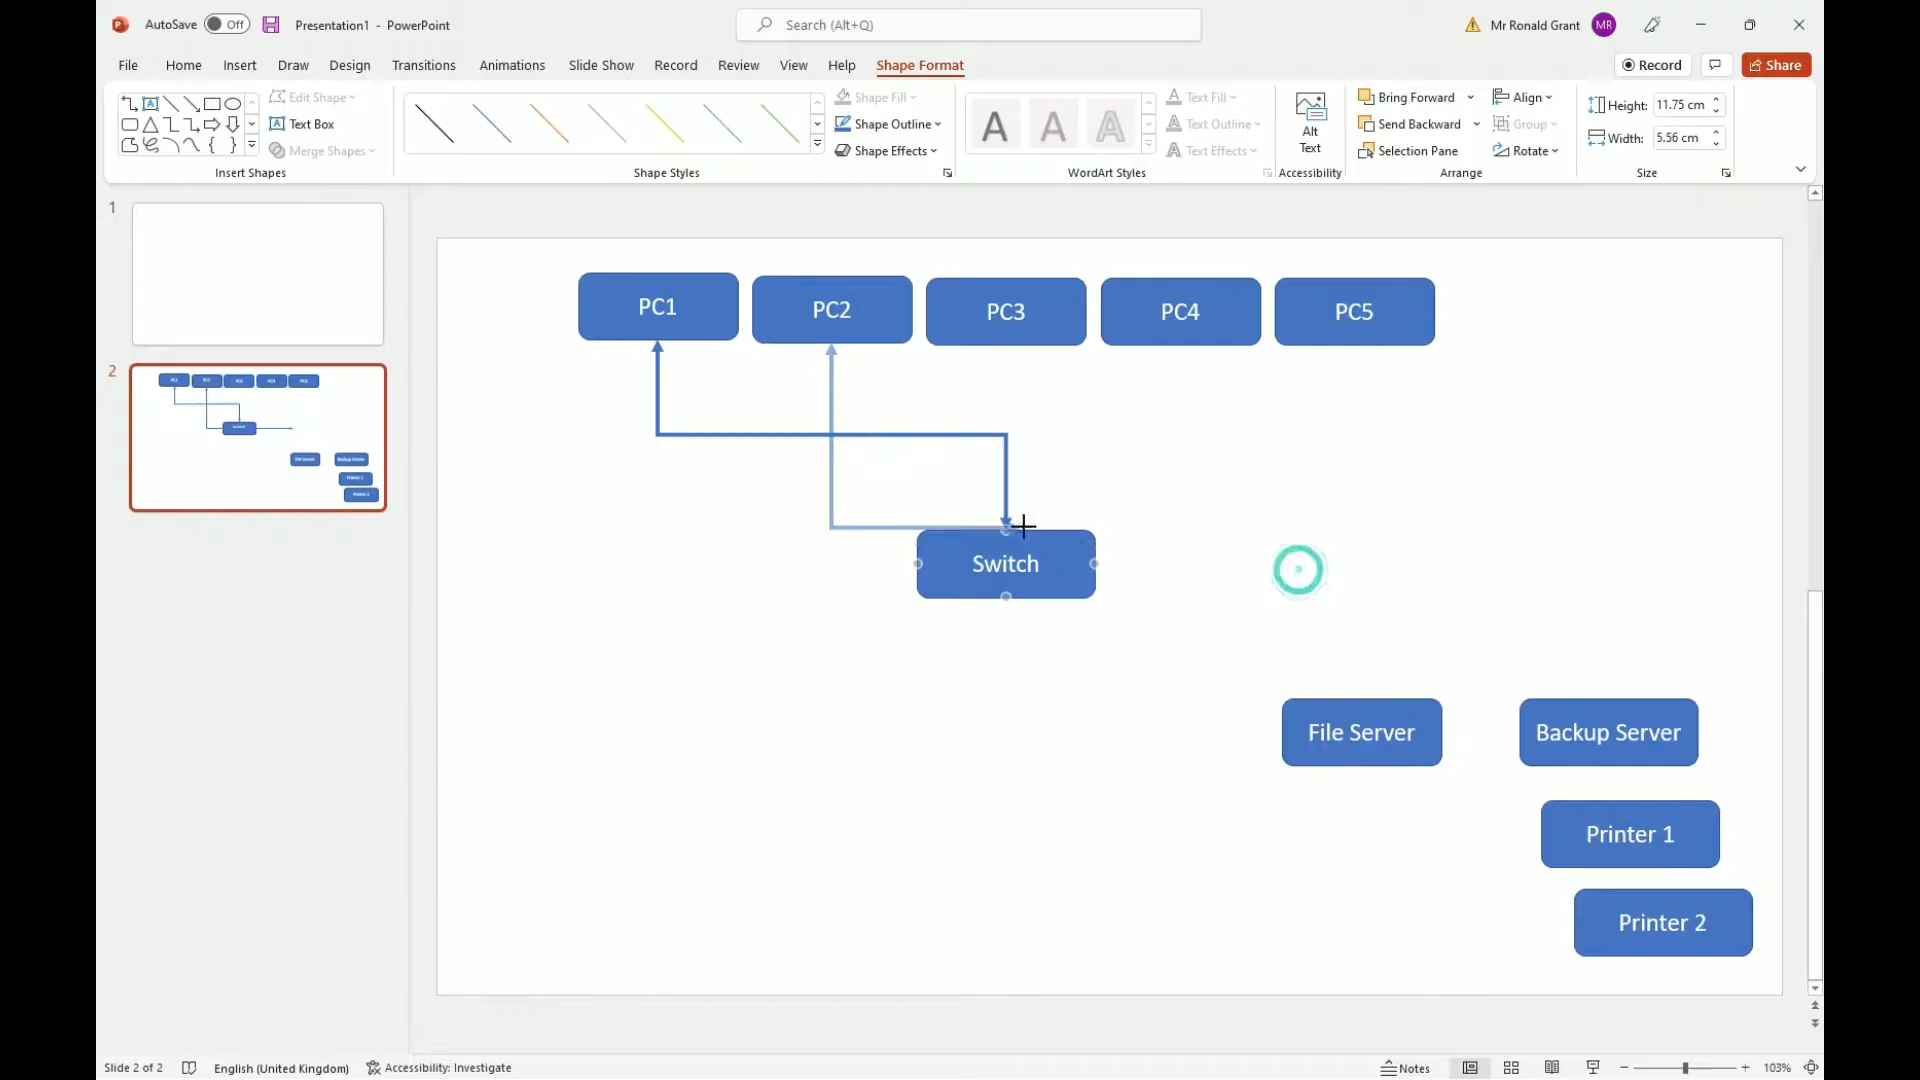 AutoSave Off Presentation1 - PowerPoint Search (Alt+Q) Mr Ronald Grant MR
File Home Insert Draw Design Transitions Animations Slide Show Record Review View Help Shape Format Record Share
Edit Shape
Text Box
Merge Shapes
Insert Shapes
Shape Fill
Shape Outline
Shape Effects
Shape Styles
A A A
Text Fill
Text Outline
Text Effects
WordArt Styles
Alt
Text
Accessibility
Bring Forward
Send Backward
Selection Pane
Align
Group
Rotate
Arrange
Height: 11.75 cm
Width: 5.56 cm
Size
1
2
PC1 PC2 PC3 PC4 PC5
Switch
File Server Backup Server
Printer 1
Printer 2
Slide 2 of 2 English (United Kingdom) Accessibility: Investigate Notes 103%